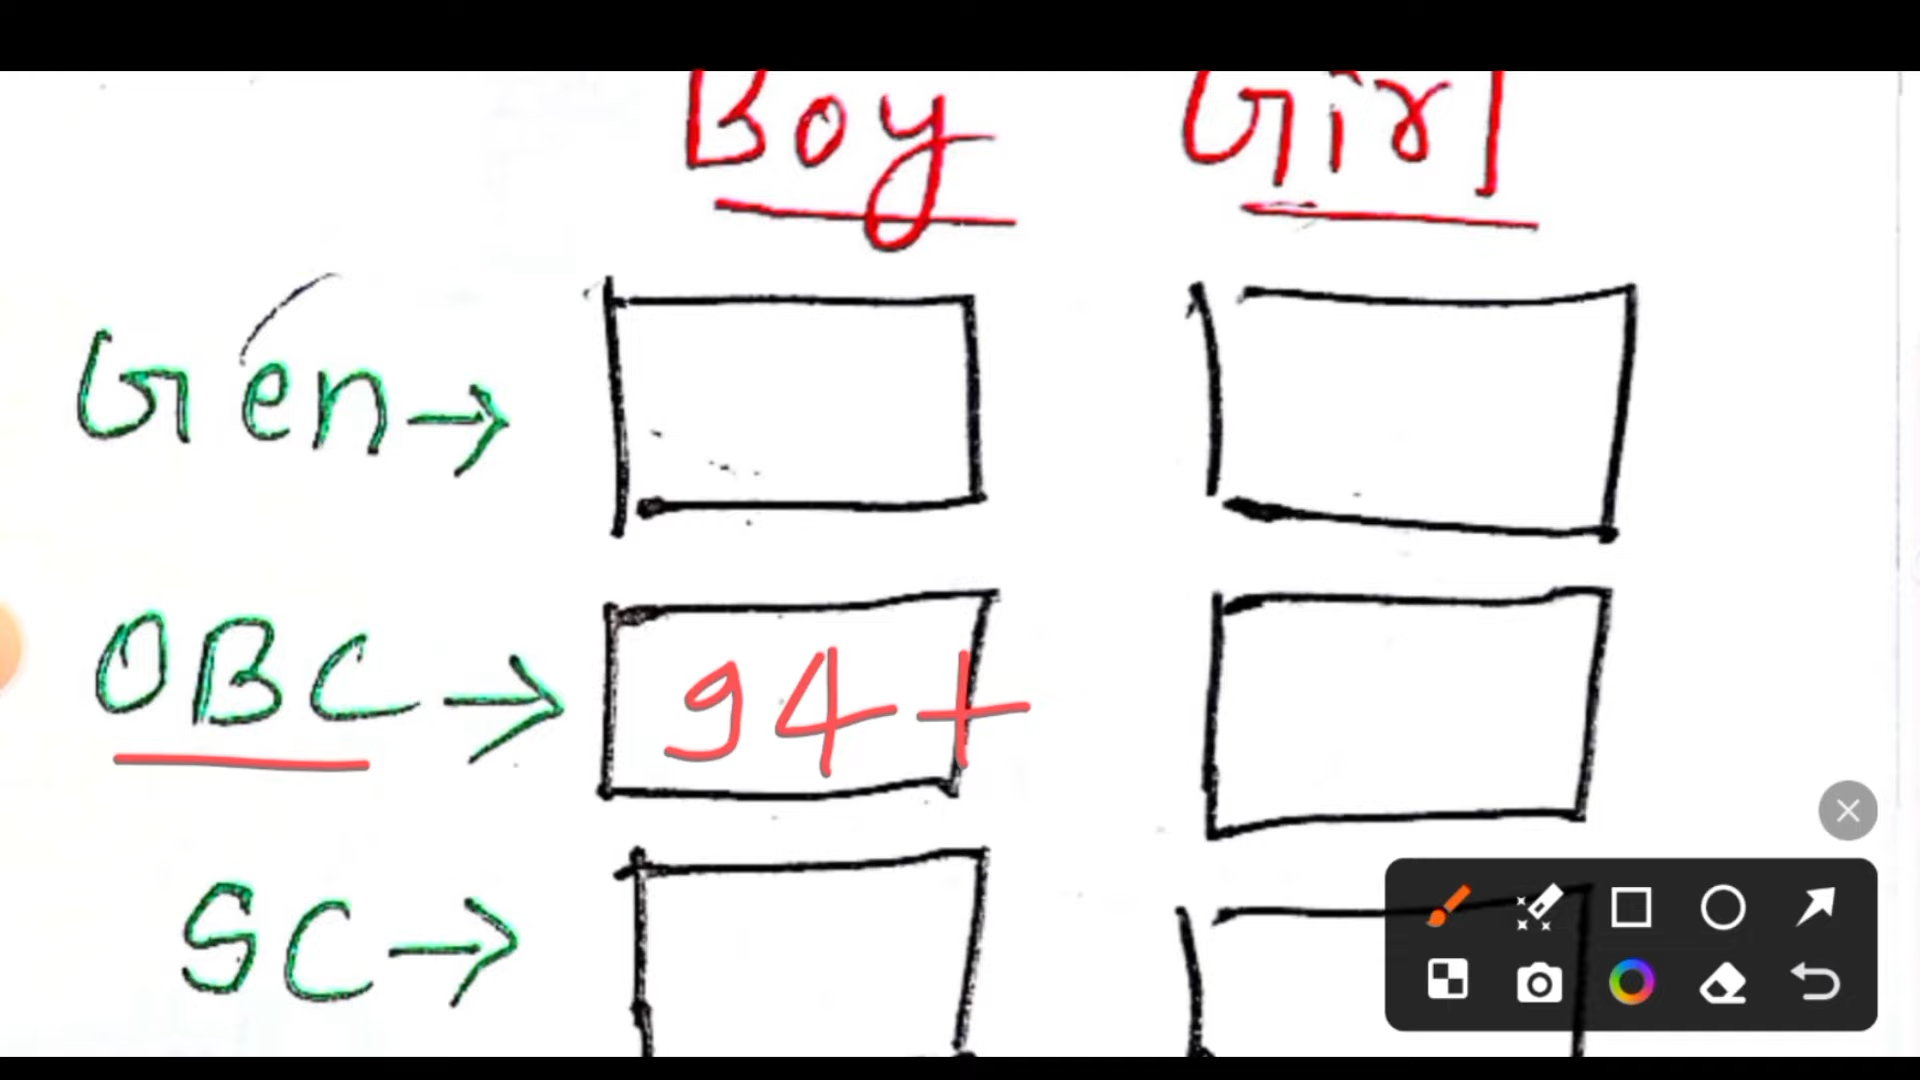 Boy Girl
Gen →
OBC → 94+
SC →